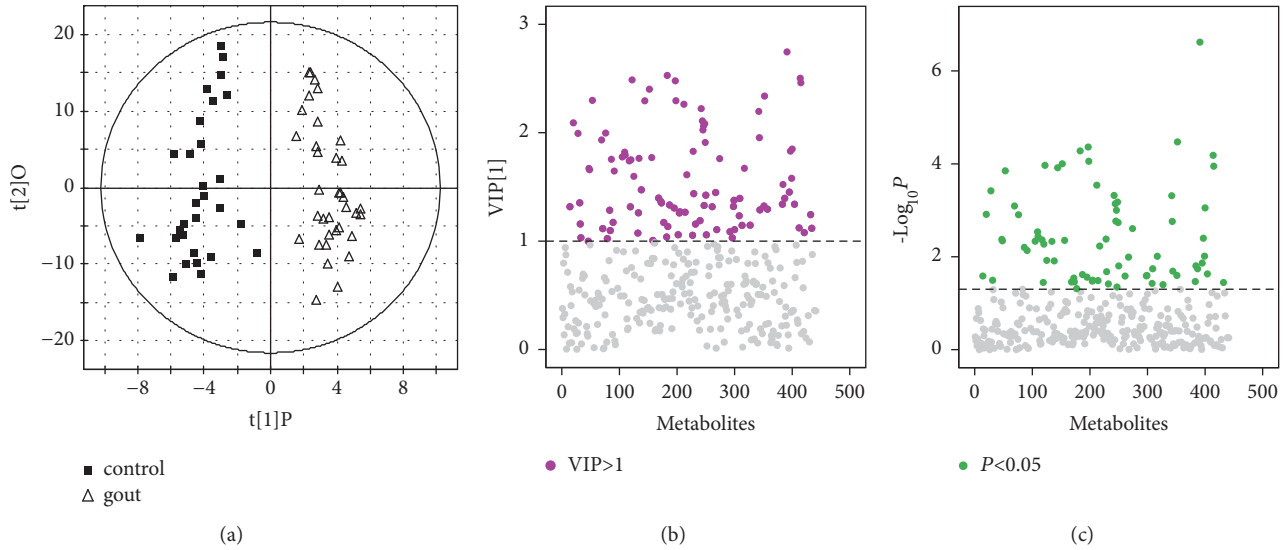 20
10
0
−10
−20
t[2]O
−8
−4
0
4
8
t[1]P
control
gout
(a)
3
2
1
0
VIP[1]
0
100
200
300
400
500
Metabolites
VIP>1
(b)
6
4
2
0
-Log10P
0
100
200
300
400
500
Metabolites
P<0.05
(c)